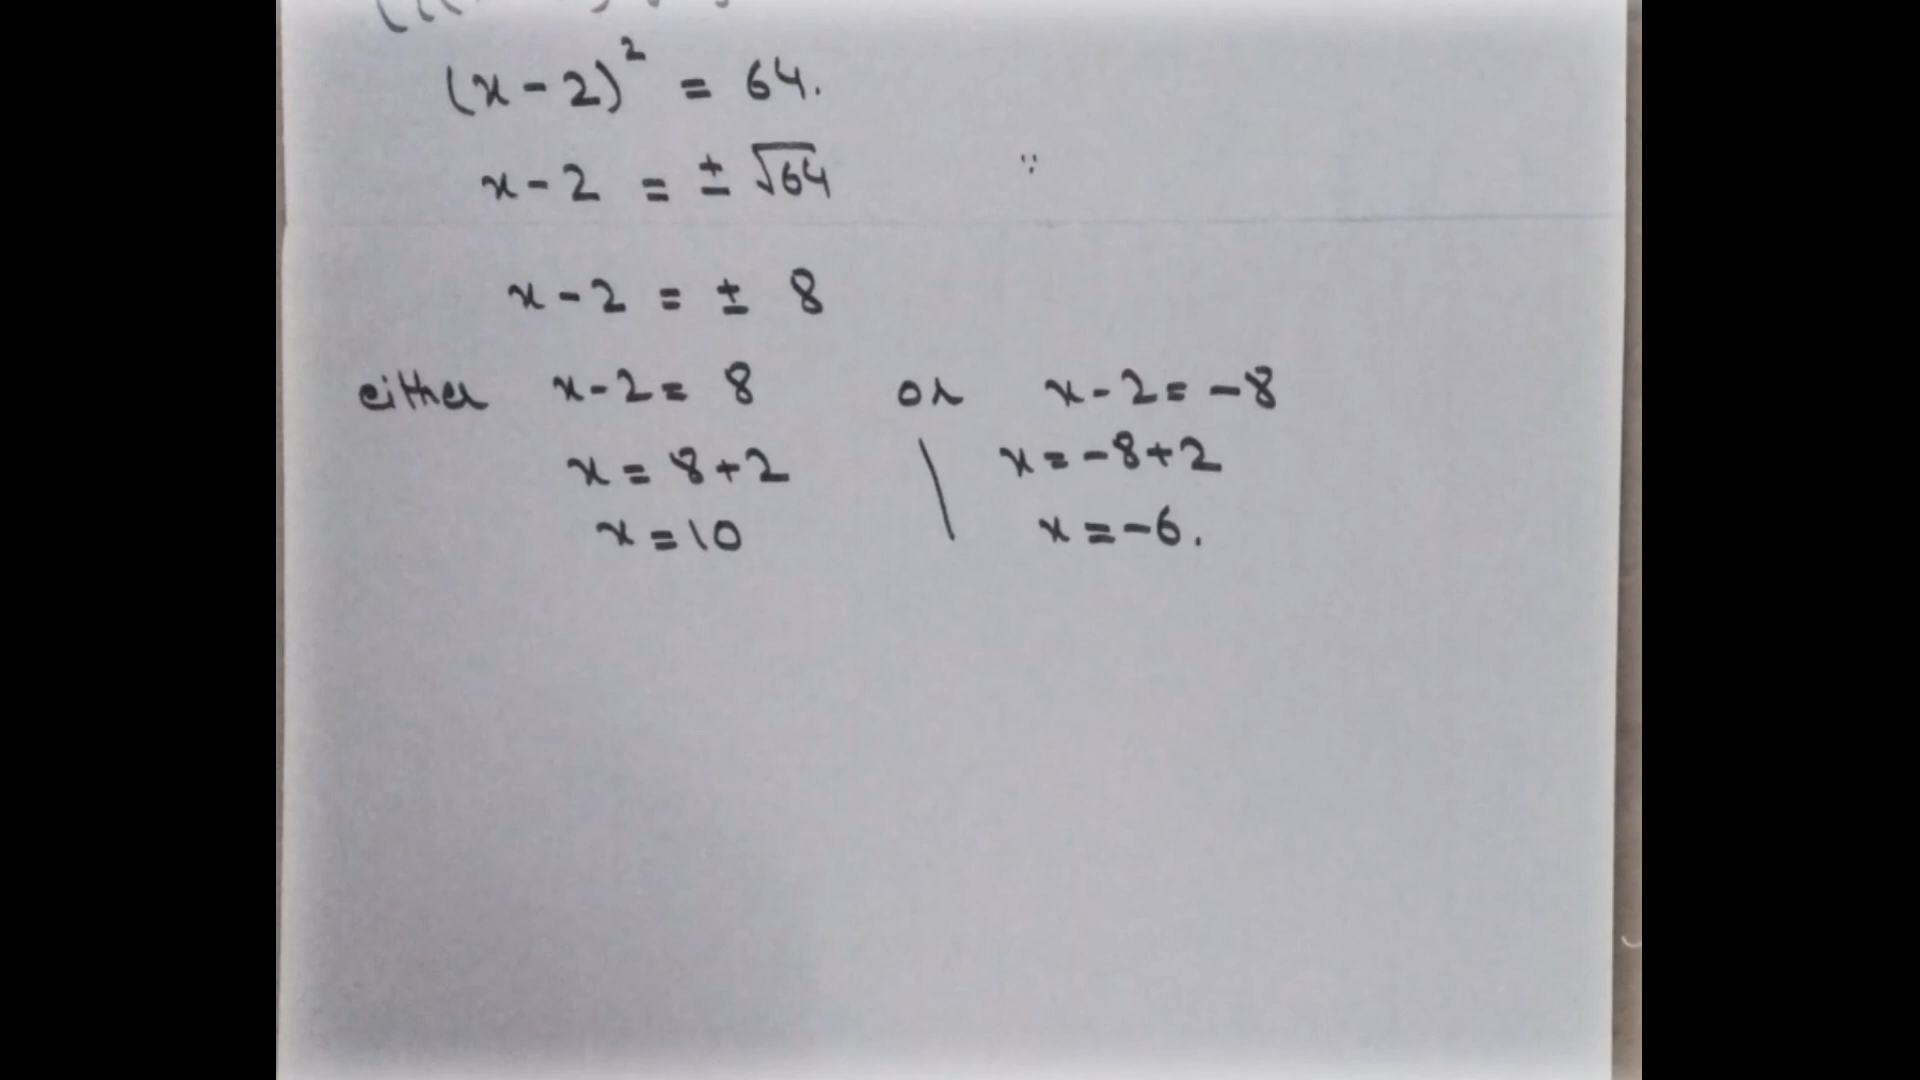 (x - 2)² = 64.
x - 2 = ± √64 ∵
x - 2 = ± 8
either x - 2 = 8 or x - 2 = -8
x = 8 + 2 | x = -8 + 2
x = 10 x = -6.